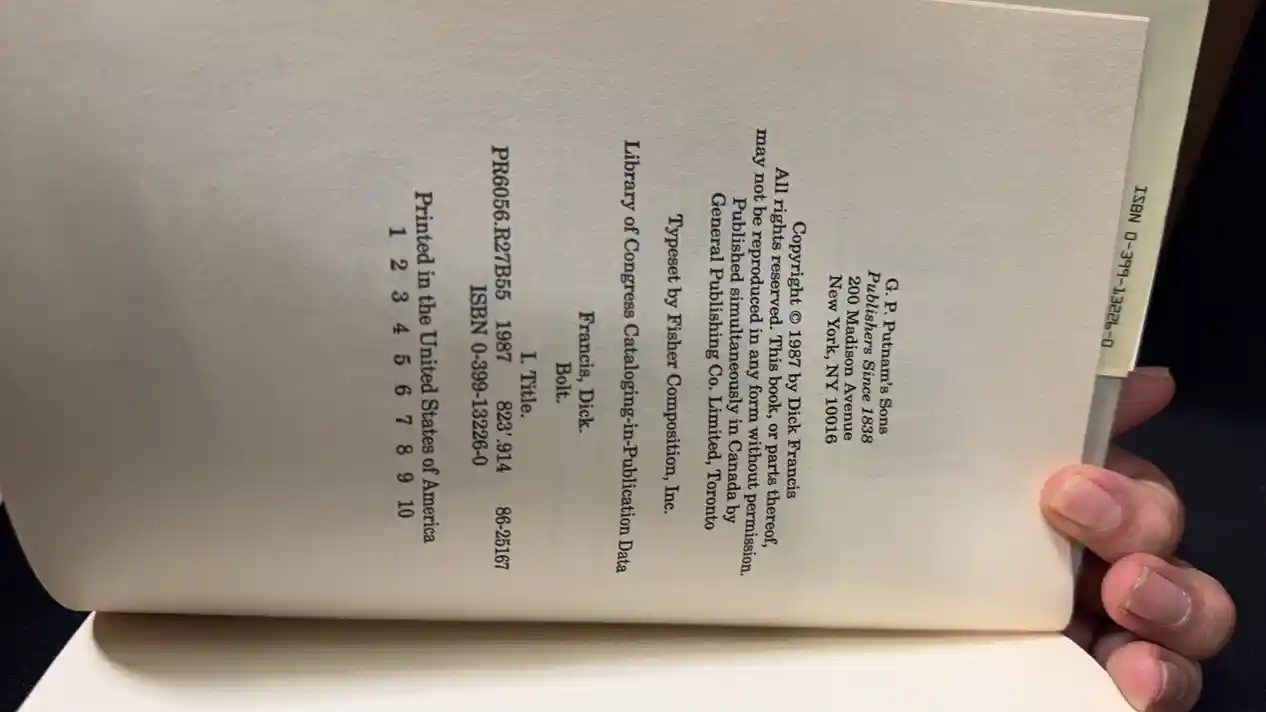 G. P. Putnam's Sons
Publishers Since 1838
200 Madison Avenue
New York, NY 10016
Copyright © 1987 by Dick Francis
All rights reserved. This book, or parts thereof,
may not be reproduced in any form without permission.
Published simultaneously in Canada by
General Publishing Co. Limited, Toronto
Typeset by Fisher Composition, Inc.
Library of Congress Cataloging-in-Publication Data
Francis, Dick.
Bolt.
I. Title.
PR6056.R27B55 1987 823'.914 86-25167
ISBN 0-399-13226-0
Printed in the United States of America
1 2 3 4 5 6 7 8 9 10
ISBN 0-399-13226-0